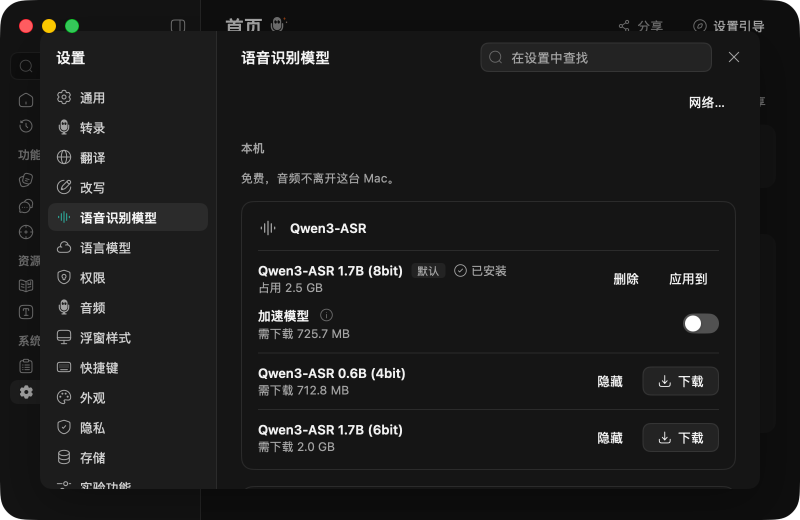 首页
分享
设置引导
功能
资源
系统
设置
通用
转录
翻译
改写
语音识别模型
语言模型
权限
音频
浮窗样式
快捷键
外观
隐私
存储
实验功能
语音识别模型
在设置中查找
网络...
享
本机
免费，音频不离开这台 Mac。
Qwen3-ASR
Qwen3-ASR 1.7B (8bit) 默认 已安装
占用 2.5 GB
删除 应用到
加速模型
需下载 725.7 MB
Qwen3-ASR 0.6B (4bit)
需下载 712.8 MB
隐藏 下载
Qwen3-ASR 1.7B (6bit)
需下载 2.0 GB
隐藏 下载